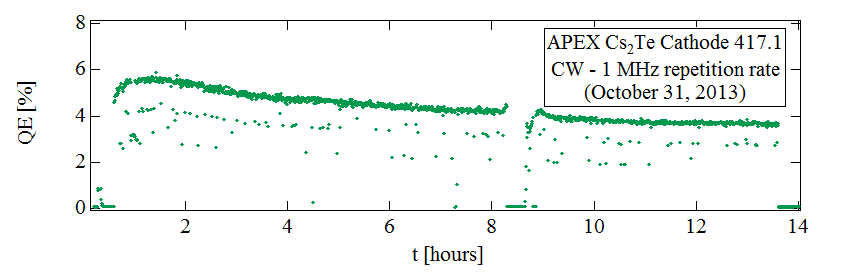 8
6
4
2
0
QE [%]
APEX Cs₂Te Cathode 417.1
CW - 1 MHz repetition rate
(October 31, 2013)
2 4 6 8 10 12 14
t [hours]